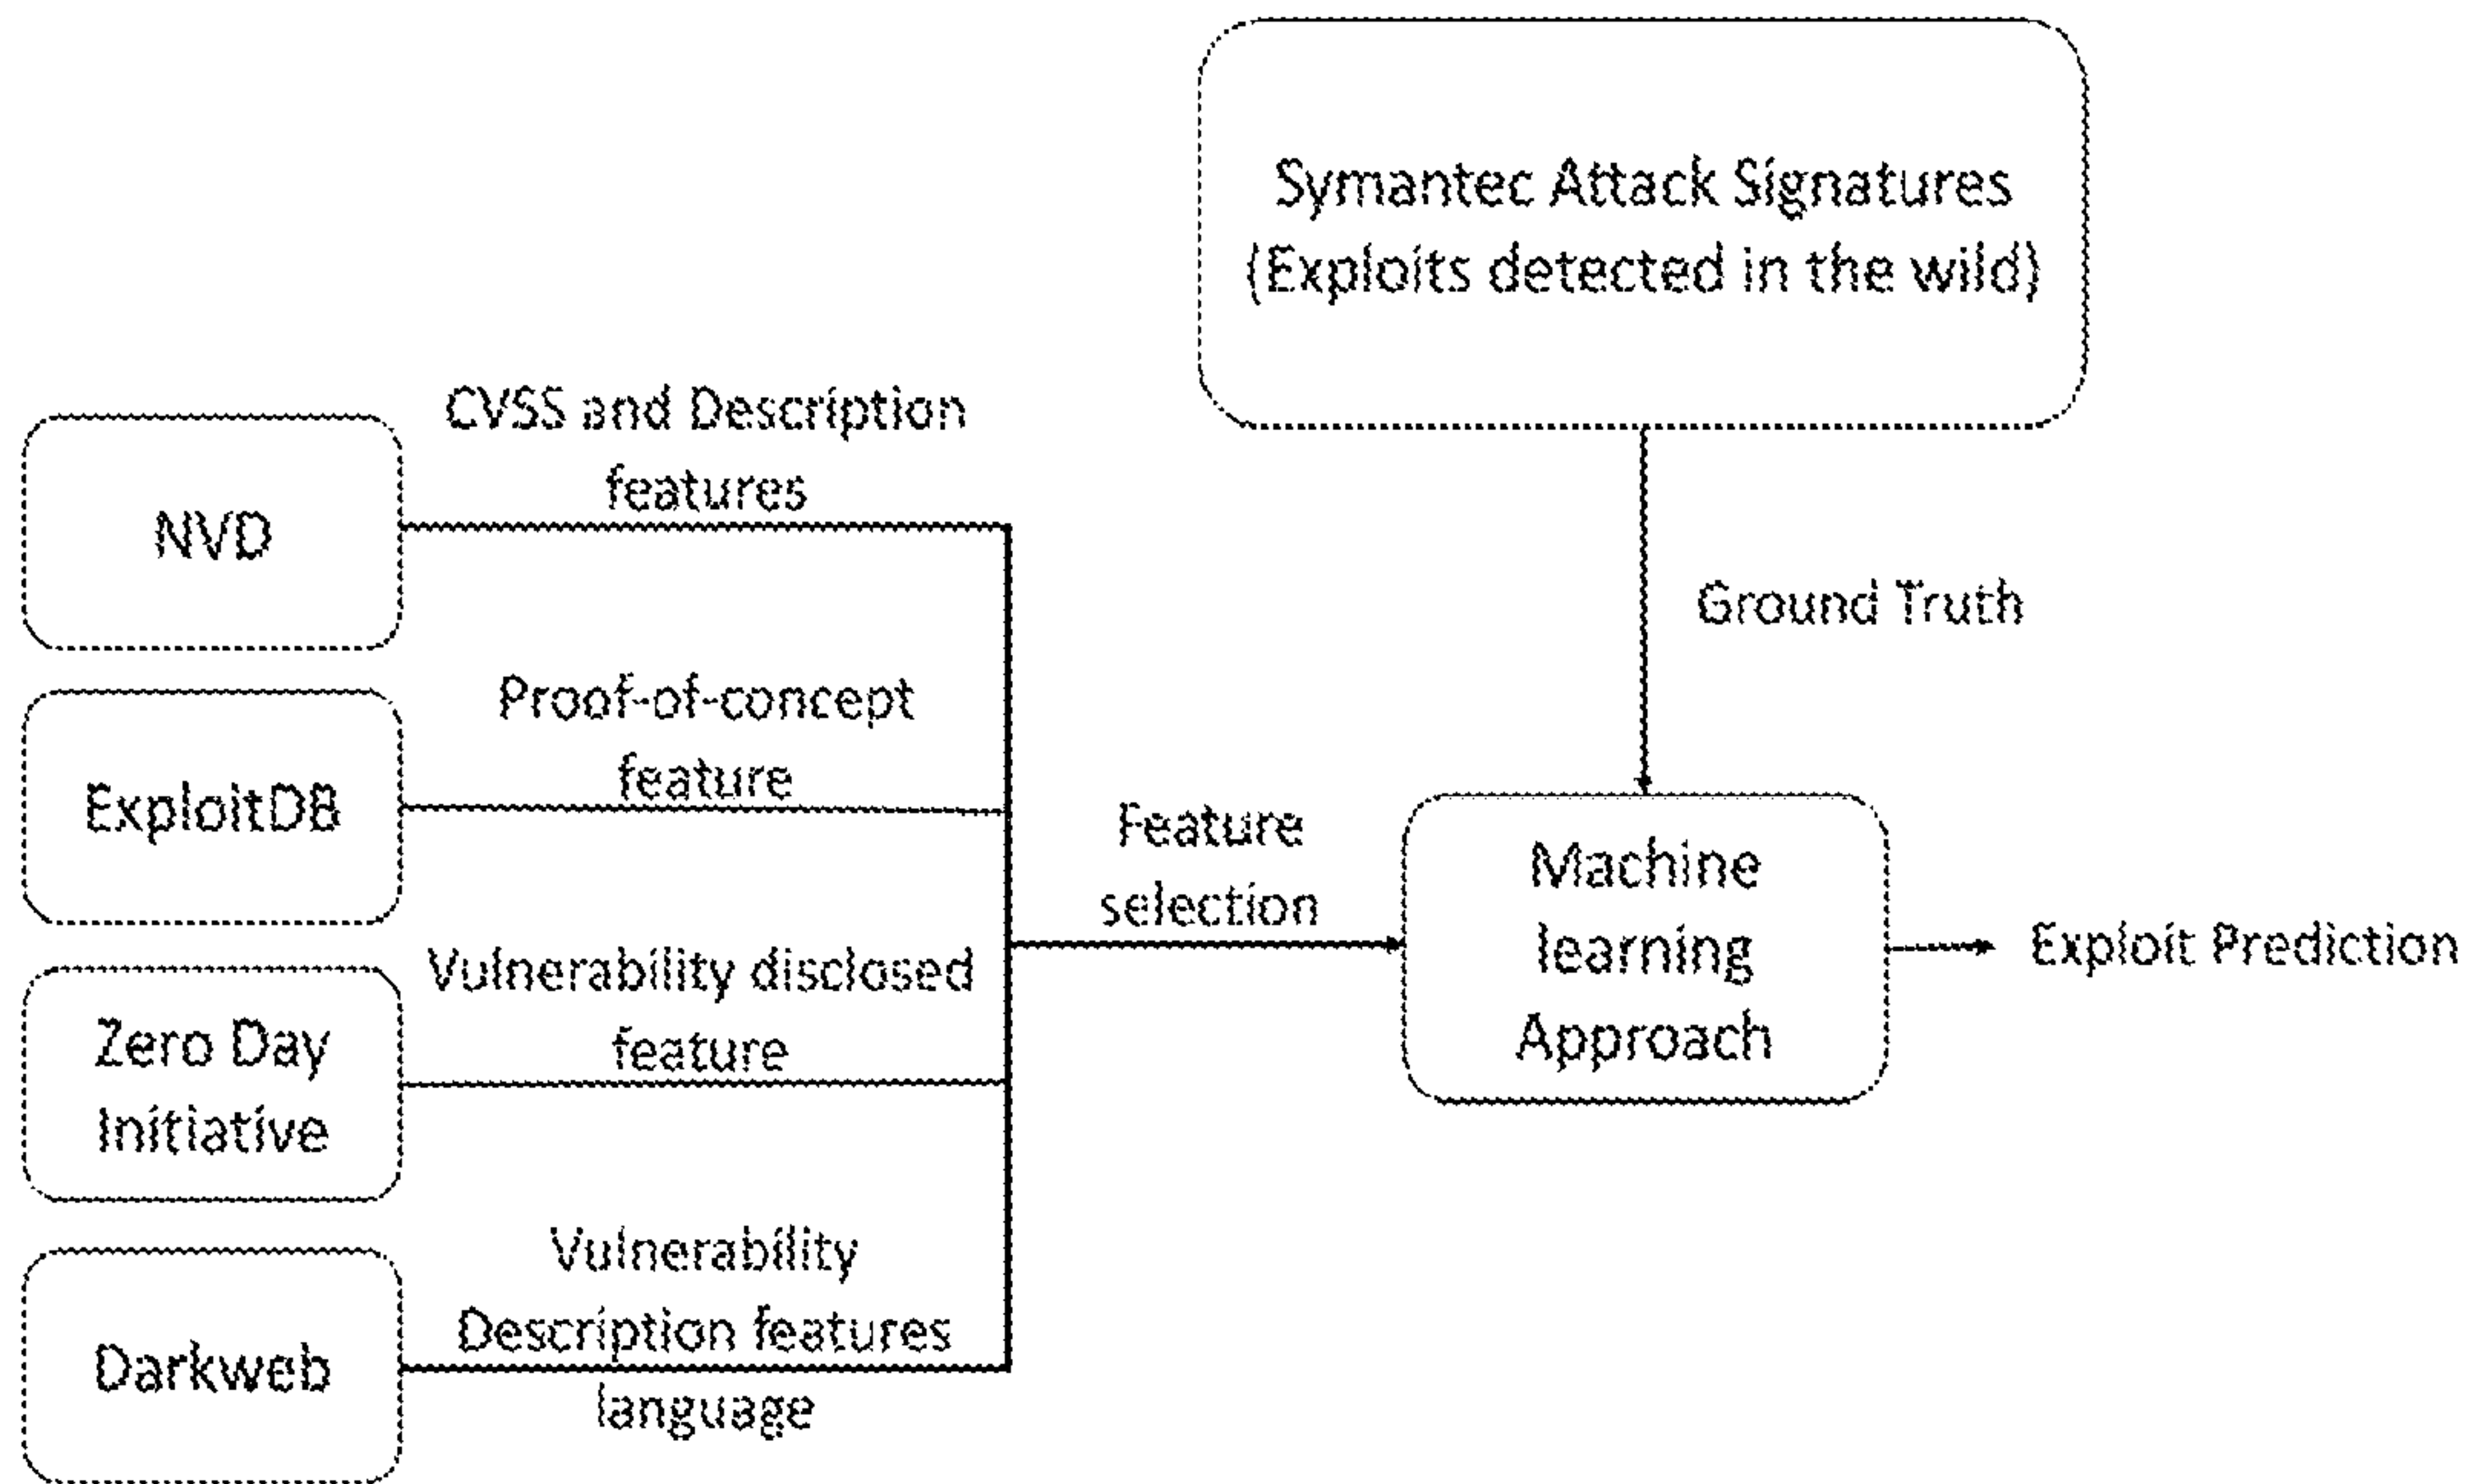 Symantec Attack Signatures
(Exploits detected in the wild)
CVSS and Description
features
NVD
Ground Truth
Proof-of-concept
feature
ExploitDB
Feature
selection
Machine
learning
Approach
Exploit Prediction
Vulnerability disclosed
feature
Zero Day
Initiative
Vulnerability
Description features
language
Darkweb